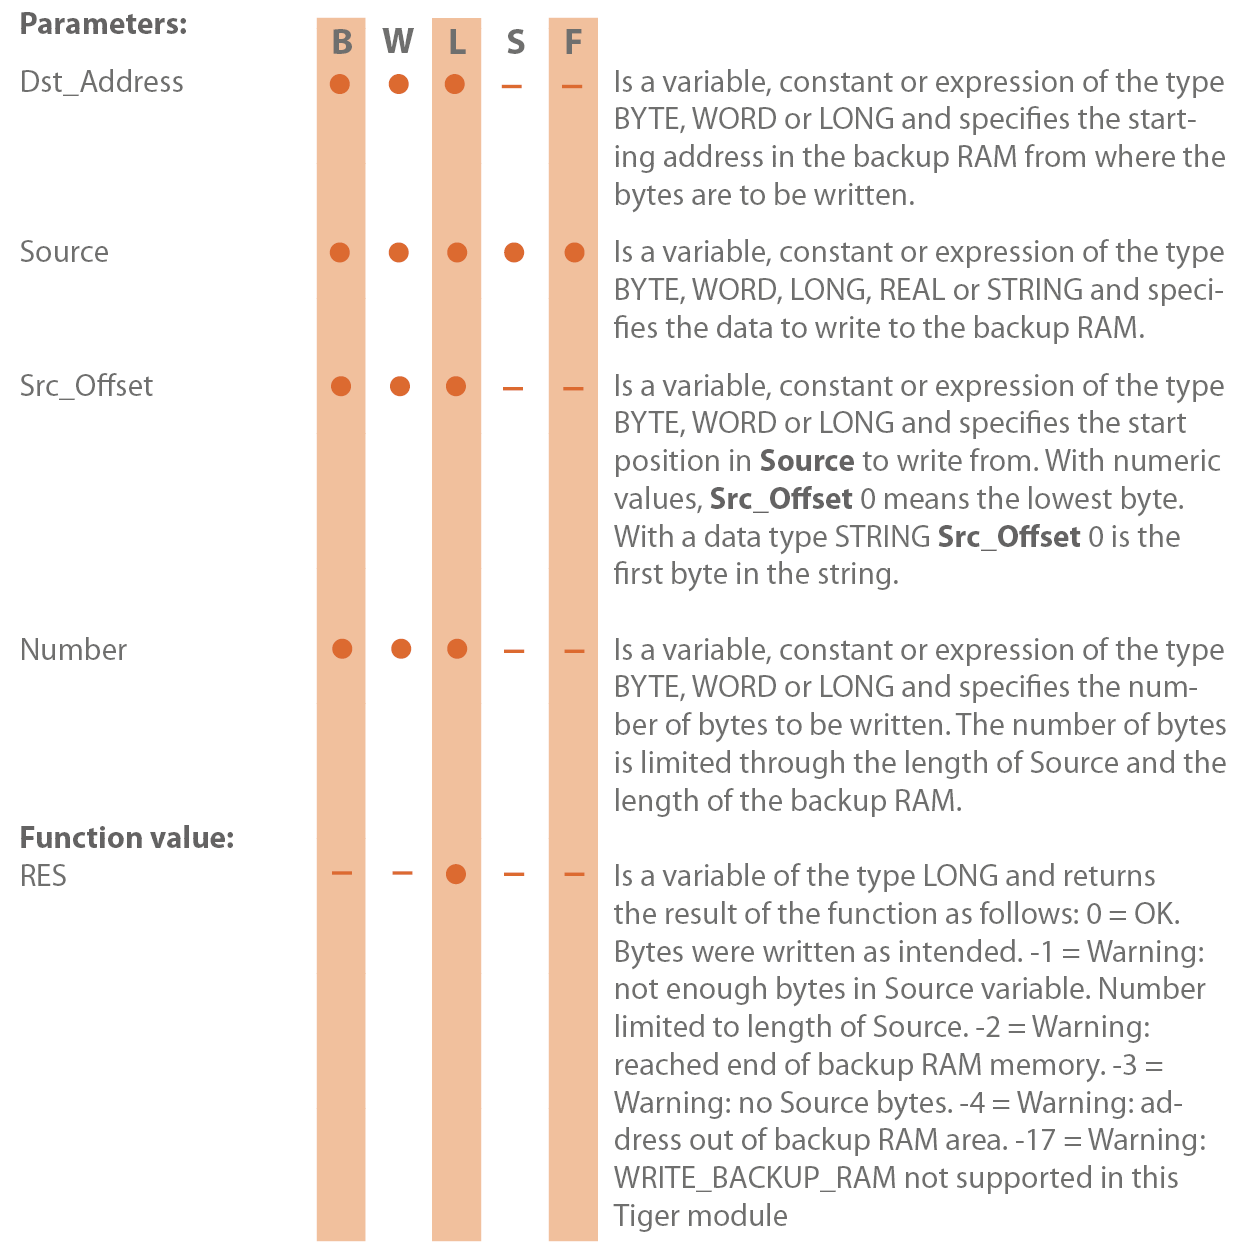 Parameters:
B W L S F
Dst_Address ● ● ● – – Is a variable, constant or expression of the type
BYTE, WORD or LONG and specifies the start-
ing address in the backup RAM from where the
bytes are to be written.
Source ● ● ● ● ● Is a variable, constant or expression of the type
BYTE, WORD, LONG, REAL or STRING and speci-
fies the data to write to the backup RAM.
Src_Offset ● ● ● – – Is a variable, constant or expression of the type
BYTE, WORD or LONG and specifies the start
position in Source to write from. With numeric
values, Src_Offset 0 means the lowest byte.
With a data type STRING Src_Offset 0 is the
first byte in the string.
Number ● ● ● – – Is a variable, constant or expression of the type
BYTE, WORD or LONG and specifies the num-
ber of bytes to be written. The number of bytes
is limited through the length of Source and the
length of the backup RAM.
Function value:
RES – – ● – – Is a variable of the type LONG and returns
the result of the function as follows: 0 = OK.
Bytes were written as intended. -1 = Warning:
not enough bytes in Source variable. Number
limited to length of Source. -2 = Warning:
reached end of backup RAM memory. -3 =
Warning: no Source bytes. -4 = Warning: ad-
dress out of backup RAM area. -17 = Warning:
WRITE_BACKUP_RAM not supported in this
Tiger module